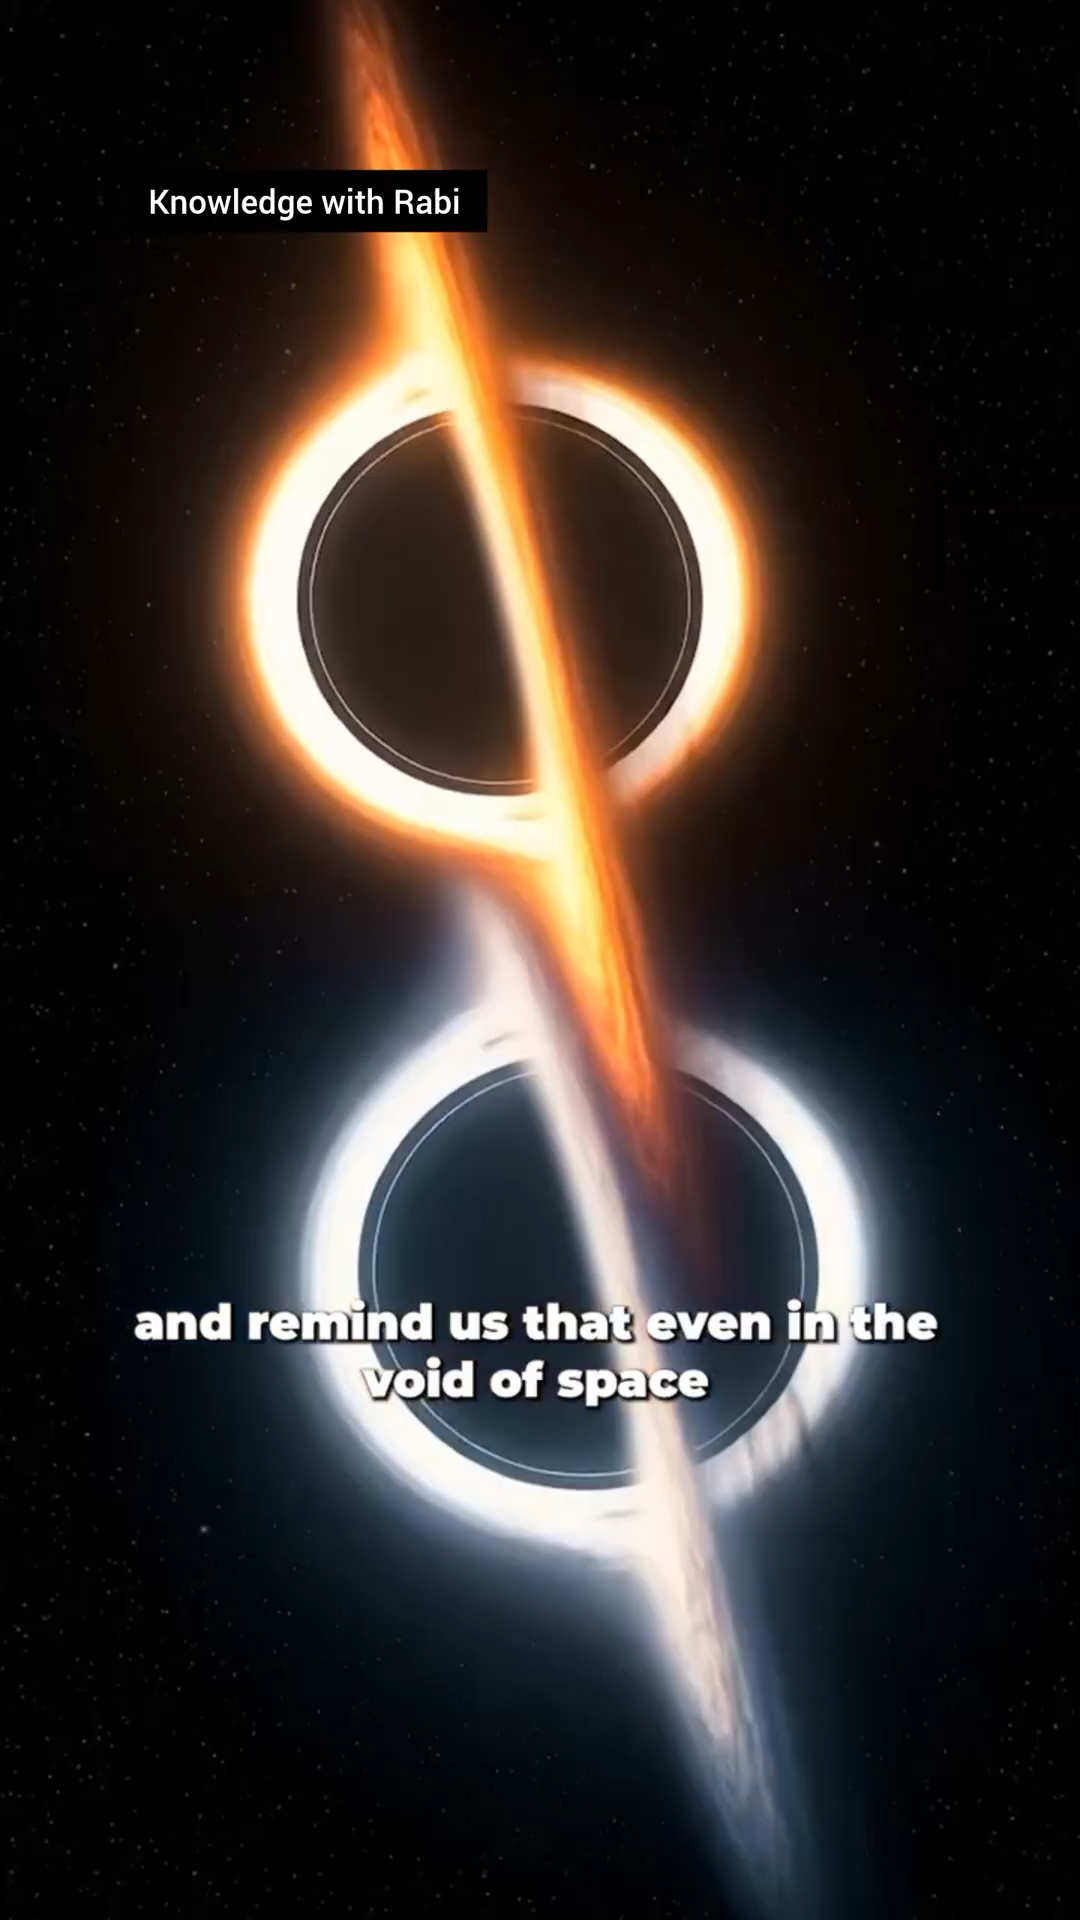 Knowledge with Rabi
and remind us that even in the
void of space